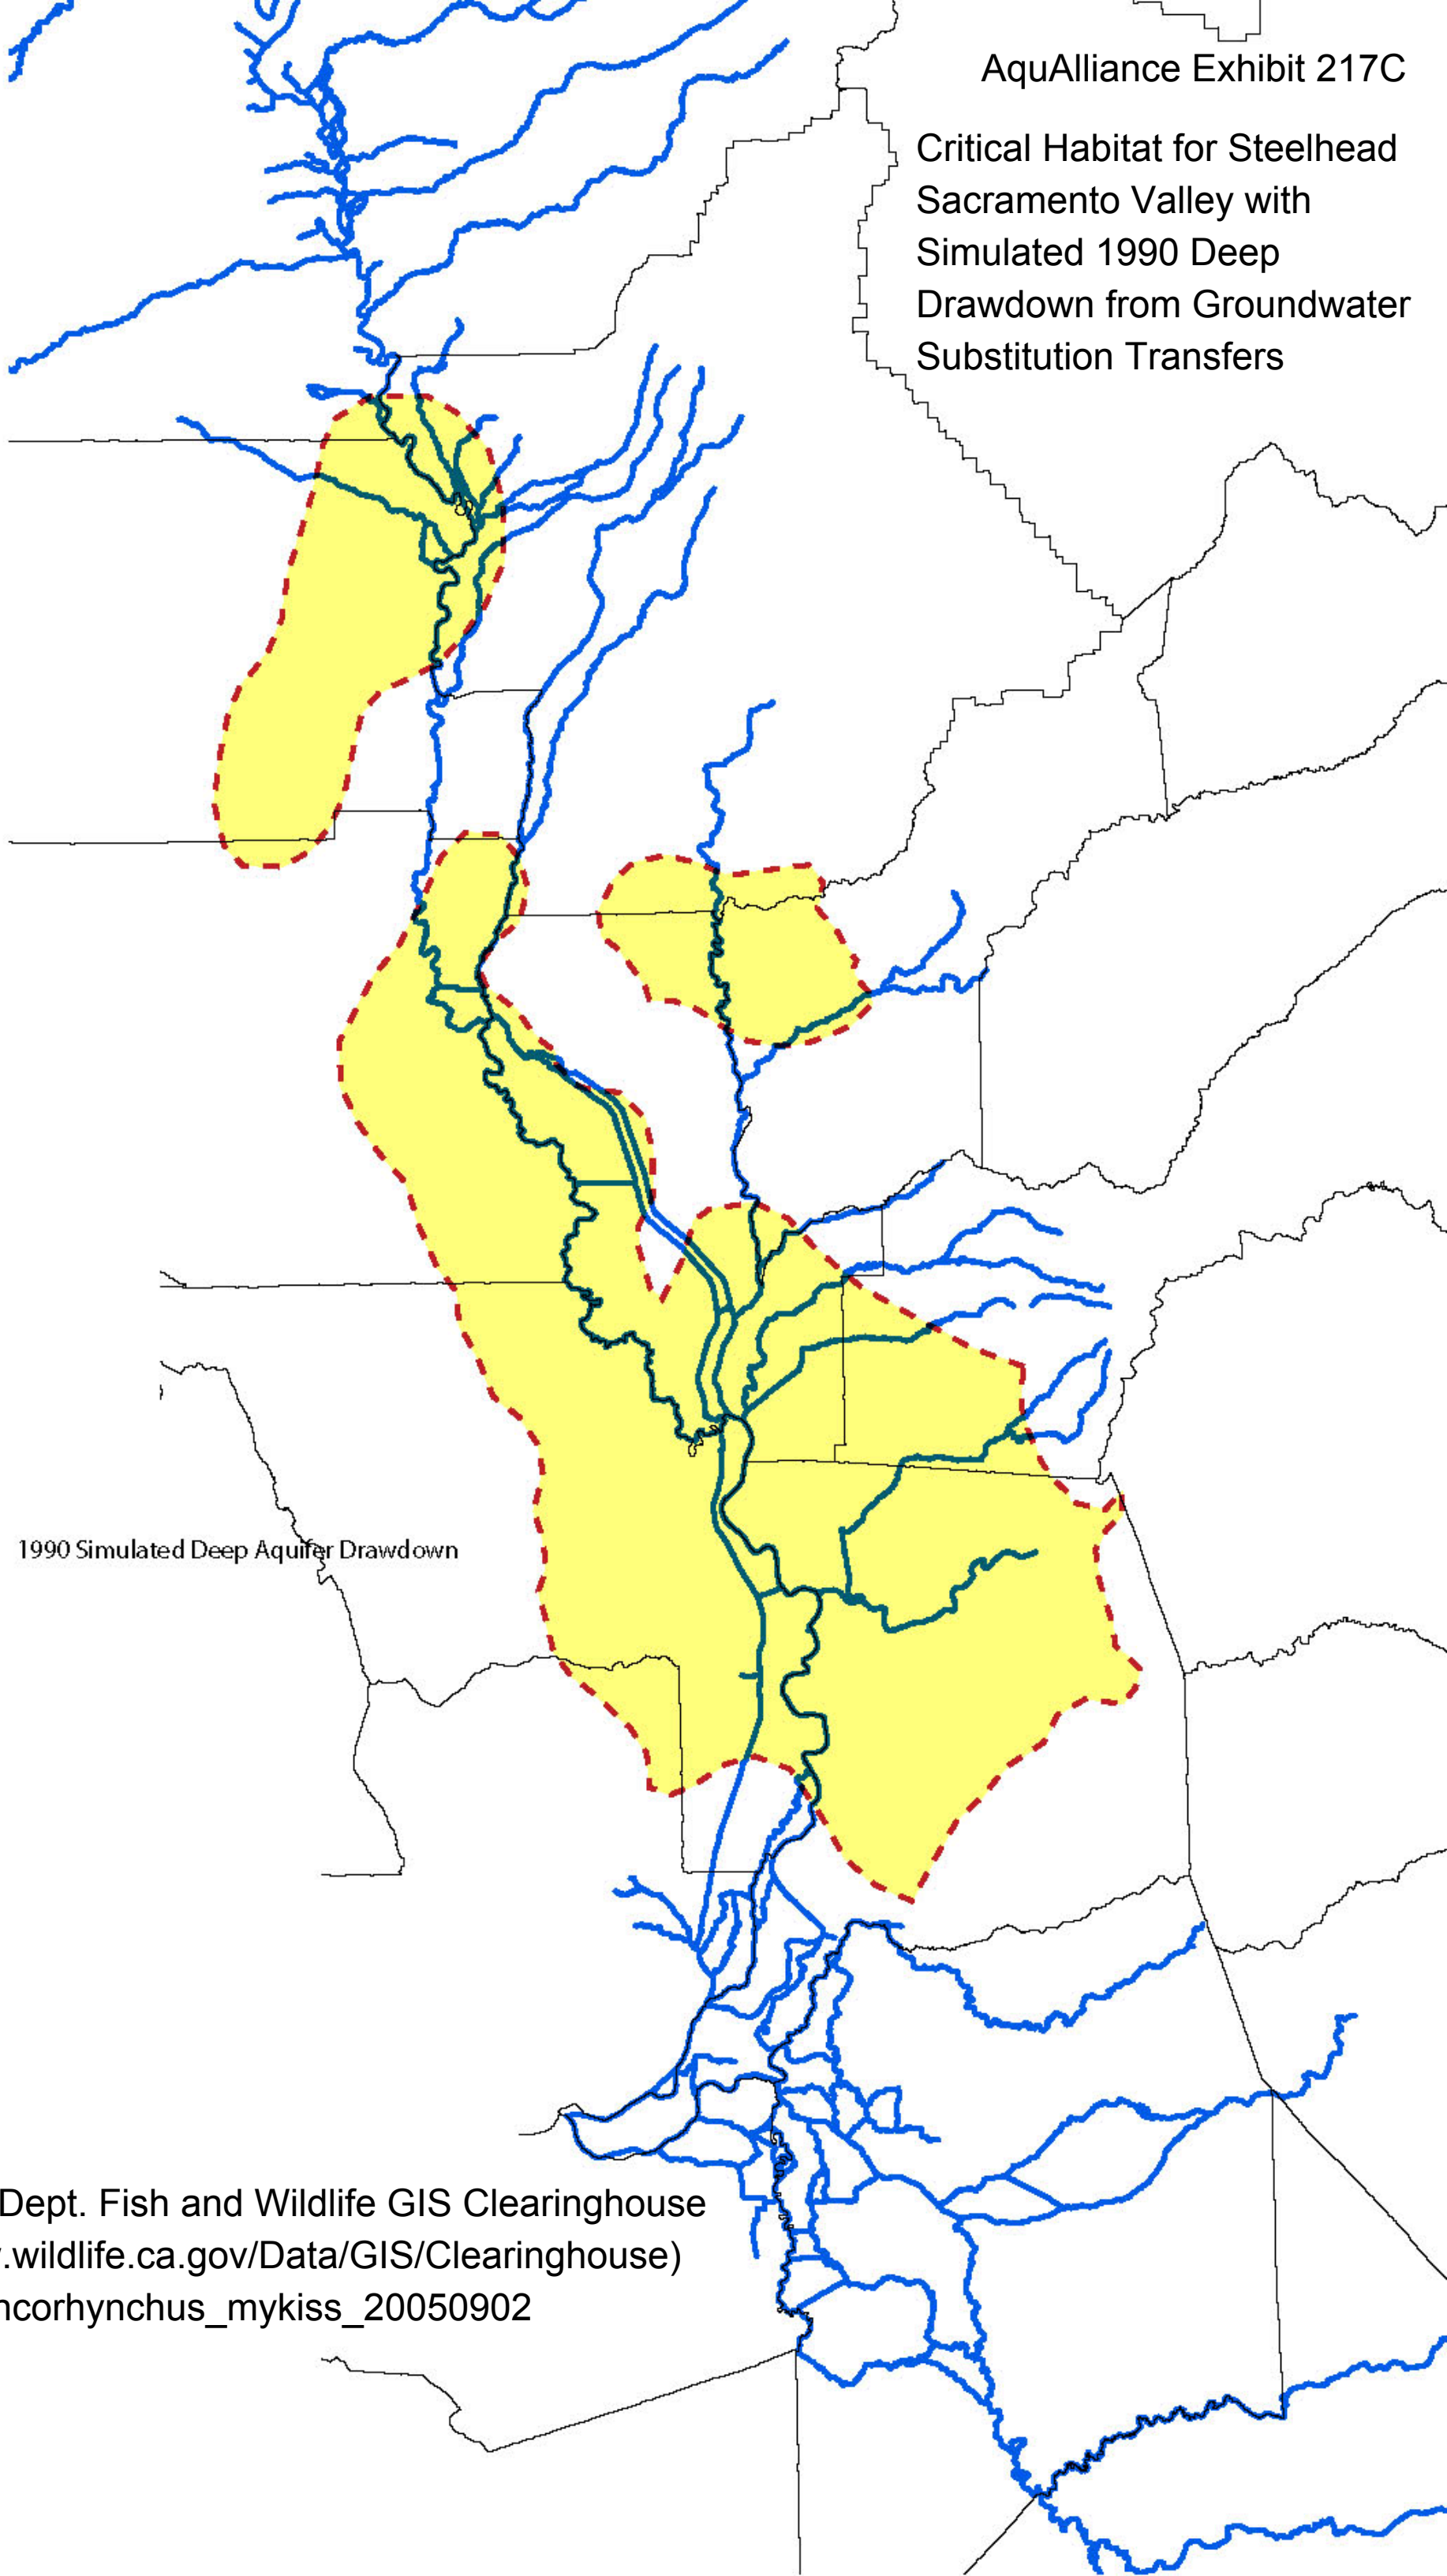 AquAlliance Exhibit 217C
Critical Habitat for Steelhead
Sacramento Valley with
Simulated 1990 Deep
Drawdown from Groundwater
Substitution Transfers
1990 Simulated Deep Aquifer Drawdown
Dept. Fish and Wildlife GIS Clearinghouse
.wildlife.ca.gov/Data/GIS/Clearinghouse)
ncorhynchus_mykiss_20050902